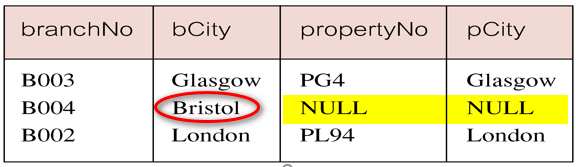 branchNo bCity propertyNo pCity
B003 Glasgow PG4 Glasgow
B004 Bristol NULL NULL
B002 London PL94 London